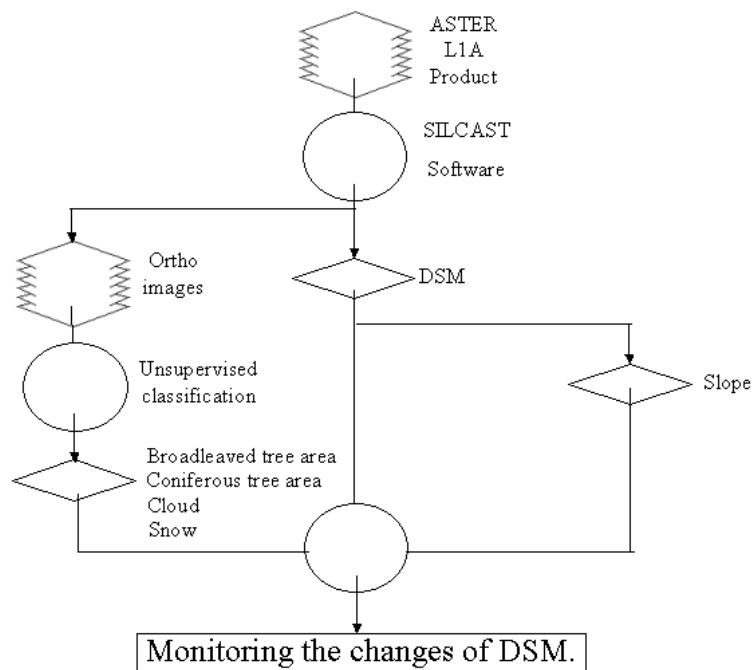 ASTER
L1A
Product
SILCAST
Software
Ortho
images
DSM
Unsupervised
classification
Slope
Broadleaved tree area
Coniferous tree area
Cloud
Snow
Monitoring the changes of DSM.